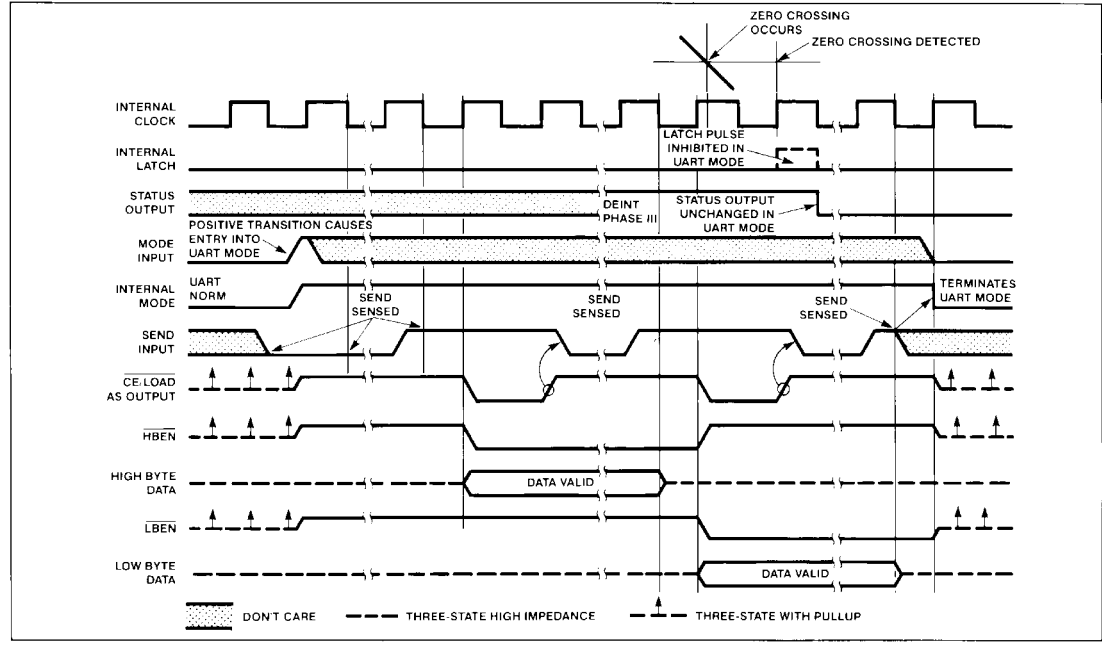 ZERO CROSSING
OCCURS
ZERO CROSSING DETECTED
INTERNAL
CLOCK
LATCH PULSE
INHIBITED IN
UART MODE
INTERNAL
LATCH
STATUS
OUTPUT
DEINT
PHASE III
STATUS OUTPUT
UNCHANGED IN
UART MODE
POSITIVE TRANSITION CAUSES
ENTRY INTO
UART MODE
MODE
INPUT
INTERNAL
MODE
UART
NORM
TERMINATES
UART MODE
SEND
SENSED
SEND
SENSED
SEND
SENSED
SEND
INPUT
CE/LOAD
AS OUTPUT
HBEN
HIGH BYTE
DATA
DATA VALID
LBEN
LOW BYTE
DATA
DATA VALID
DON'T CARE
THREE-STATE HIGH IMPEDANCE
THREE-STATE WITH PULLUP